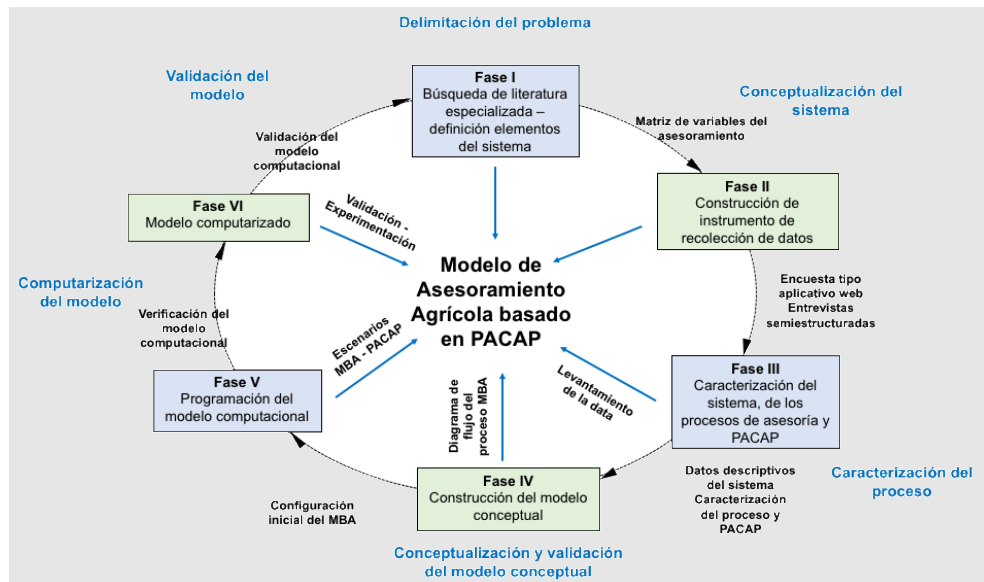 Delimitación del problema
Validación del
modelo
Fase I
Búsqueda de literatura
especializada –
definición elementos
del sistema
Conceptualización del
sistema
Matriz de variables del
asesoramiento
Validación del
modelo
computacional
Fase VI
Modelo computarizado
Validación -
Experimentación
Fase II
Construcción de
instrumento de
recolección de datos
Modelo de
Asesoramiento
Agrícola basado
en PACAP
Computarización
del modelo
Encuesta tipo
aplicativo web
Entrevistas
semiestructuradas
Verificación del
modelo
computacional
Escenarios
MBA - PACAP
Fase V
Programación del
modelo computacional
Diagrama de
flujo del
proceso MBA
Levantamiento
de la data
Fase III
Caracterización del
sistema, de los
procesos de asesoría y
PACAP
Fase IV
Construcción del modelo
conceptual
Configuración
inicial del MBA
Datos descriptivos
del sistema
Caracterización
del proceso y
PACAP
Caracterización del
proceso
Conceptualización y validación
del modelo conceptual